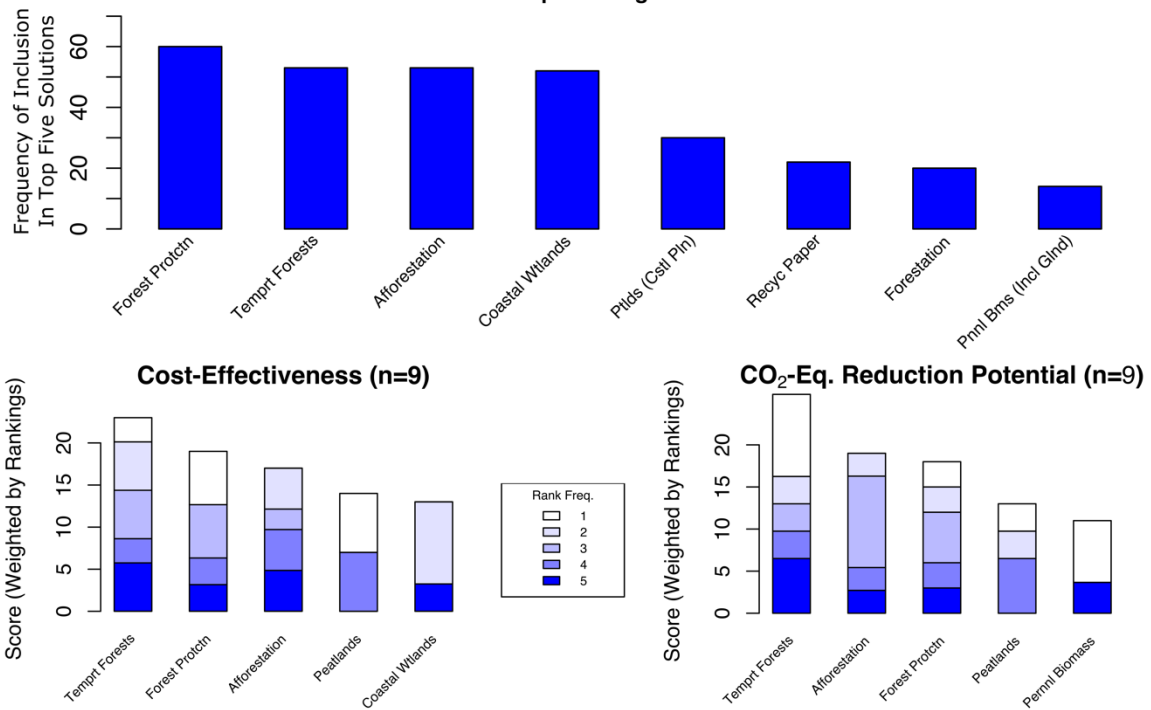 Frequency of Inclusion
In Top Five Solutions
0
20
40
60
Forest Protctn
Temprt Forests
Afforestation
Coastal Wtlands
Ptlds (Cstl Pln)
Recyc Paper
Forestation
Pnnl Bms (Incl Glnd)
Cost-Effectiveness (n=9)
Score (Weighted by Rankings)
0
5
10
15
20
Temprt Forests
Forest Protctn
Afforestation
Peatlands
Coastal Wtlands
Rank Freq.
1
2
3
4
5
CO₂-Eq. Reduction Potential (n=9)
Score (Weighted by Rankings)
0
5
10
15
20
Temprt Forests
Afforestation
Forest Protctn
Peatlands
Pernnl Biomass